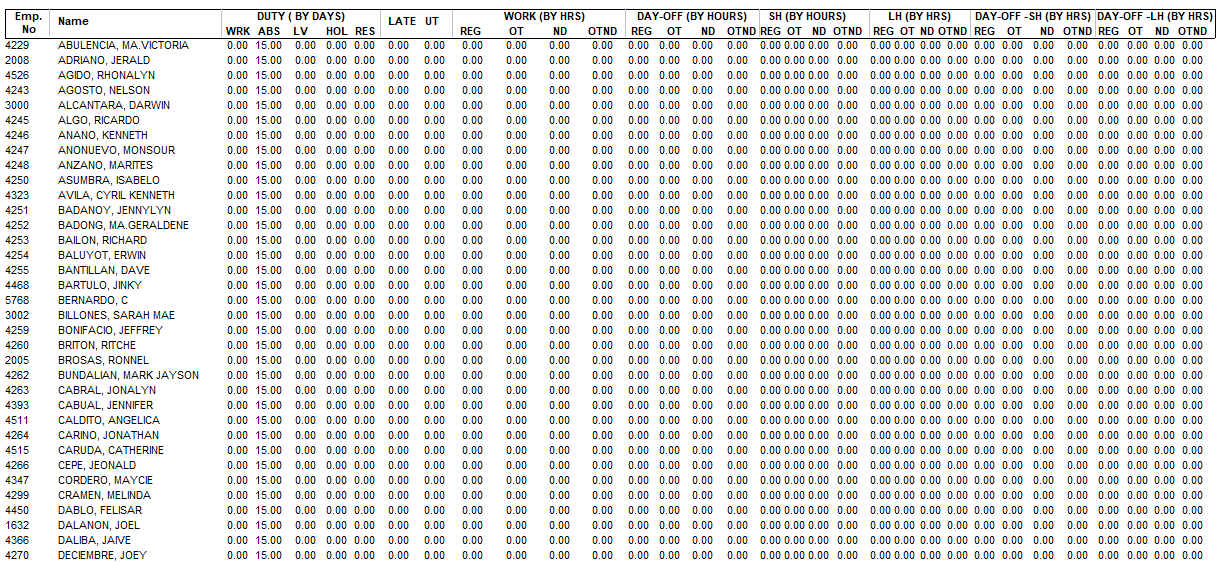 Emp. No Name DUTY ( BY DAYS) LATE UT WORK (BY HRS) DAY-OFF (BY HOURS) SH (BY HOURS) LH (BY HRS) DAY-OFF -SH (BY HRS) DAY-OFF -LH (BY HRS)
WRK ABS LV HOL RES REG OT ND OTND REG OT ND OTND REG OT ND OTND REG OT ND OTND REG OT ND OTND REG OT ND OTND
4229 ABULENCIA, MA.VICTORIA 0.00 15.00 0.00 0.00 0.00 0.00 0.00 0.00 0.00 0.00 0.00 0.00 0.00 0.00 0.00 0.00 0.00 0.00 0.00 0.00 0.00 0.00 0.00 0.00 0.00 0.00 0.00 0.00 0.00 0.00 0.00
2008 ADRIANO, JERALD 0.00 15.00 0.00 0.00 0.00 0.00 0.00 0.00 0.00 0.00 0.00 0.00 0.00 0.00 0.00 0.00 0.00 0.00 0.00 0.00 0.00 0.00 0.00 0.00 0.00 0.00 0.00 0.00 0.00 0.00 0.00
4526 AGIDO, RHONALYN 0.00 15.00 0.00 0.00 0.00 0.00 0.00 0.00 0.00 0.00 0.00 0.00 0.00 0.00 0.00 0.00 0.00 0.00 0.00 0.00 0.00 0.00 0.00 0.00 0.00 0.00 0.00 0.00 0.00 0.00 0.00
4243 AGOSTO, NELSON 0.00 15.00 0.00 0.00 0.00 0.00 0.00 0.00 0.00 0.00 0.00 0.00 0.00 0.00 0.00 0.00 0.00 0.00 0.00 0.00 0.00 0.00 0.00 0.00 0.00 0.00 0.00 0.00 0.00 0.00 0.00
3000 ALCANTARA, DARWIN 0.00 15.00 0.00 0.00 0.00 0.00 0.00 0.00 0.00 0.00 0.00 0.00 0.00 0.00 0.00 0.00 0.00 0.00 0.00 0.00 0.00 0.00 0.00 0.00 0.00 0.00 0.00 0.00 0.00 0.00 0.00
4245 ALGO, RICARDO 0.00 15.00 0.00 0.00 0.00 0.00 0.00 0.00 0.00 0.00 0.00 0.00 0.00 0.00 0.00 0.00 0.00 0.00 0.00 0.00 0.00 0.00 0.00 0.00 0.00 0.00 0.00 0.00 0.00 0.00 0.00
4246 ANANO, KENNETH 0.00 15.00 0.00 0.00 0.00 0.00 0.00 0.00 0.00 0.00 0.00 0.00 0.00 0.00 0.00 0.00 0.00 0.00 0.00 0.00 0.00 0.00 0.00 0.00 0.00 0.00 0.00 0.00 0.00 0.00 0.00
4247 ANONUEVO, MONSOUR 0.00 15.00 0.00 0.00 0.00 0.00 0.00 0.00 0.00 0.00 0.00 0.00 0.00 0.00 0.00 0.00 0.00 0.00 0.00 0.00 0.00 0.00 0.00 0.00 0.00 0.00 0.00 0.00 0.00 0.00 0.00
4248 ANZANO, MARITES 0.00 15.00 0.00 0.00 0.00 0.00 0.00 0.00 0.00 0.00 0.00 0.00 0.00 0.00 0.00 0.00 0.00 0.00 0.00 0.00 0.00 0.00 0.00 0.00 0.00 0.00 0.00 0.00 0.00 0.00 0.00
4250 ASUMBRA, ISABELO 0.00 15.00 0.00 0.00 0.00 0.00 0.00 0.00 0.00 0.00 0.00 0.00 0.00 0.00 0.00 0.00 0.00 0.00 0.00 0.00 0.00 0.00 0.00 0.00 0.00 0.00 0.00 0.00 0.00 0.00 0.00
4323 AVILA, CYRIL KENNETH 0.00 15.00 0.00 0.00 0.00 0.00 0.00 0.00 0.00 0.00 0.00 0.00 0.00 0.00 0.00 0.00 0.00 0.00 0.00 0.00 0.00 0.00 0.00 0.00 0.00 0.00 0.00 0.00 0.00 0.00 0.00
4251 BADANOY, JENNYLYN 0.00 15.00 0.00 0.00 0.00 0.00 0.00 0.00 0.00 0.00 0.00 0.00 0.00 0.00 0.00 0.00 0.00 0.00 0.00 0.00 0.00 0.00 0.00 0.00 0.00 0.00 0.00 0.00 0.00 0.00 0.00
4252 BADONG, MA.GERALDENE 0.00 15.00 0.00 0.00 0.00 0.00 0.00 0.00 0.00 0.00 0.00 0.00 0.00 0.00 0.00 0.00 0.00 0.00 0.00 0.00 0.00 0.00 0.00 0.00 0.00 0.00 0.00 0.00 0.00 0.00 0.00
4253 BAILON, RICHARD 0.00 15.00 0.00 0.00 0.00 0.00 0.00 0.00 0.00 0.00 0.00 0.00 0.00 0.00 0.00 0.00 0.00 0.00 0.00 0.00 0.00 0.00 0.00 0.00 0.00 0.00 0.00 0.00 0.00 0.00 0.00
4254 BALUYOT, ERWIN 0.00 15.00 0.00 0.00 0.00 0.00 0.00 0.00 0.00 0.00 0.00 0.00 0.00 0.00 0.00 0.00 0.00 0.00 0.00 0.00 0.00 0.00 0.00 0.00 0.00 0.00 0.00 0.00 0.00 0.00 0.00
4255 BANTILLAN, DAVE 0.00 15.00 0.00 0.00 0.00 0.00 0.00 0.00 0.00 0.00 0.00 0.00 0.00 0.00 0.00 0.00 0.00 0.00 0.00 0.00 0.00 0.00 0.00 0.00 0.00 0.00 0.00 0.00 0.00 0.00 0.00
4468 BARTULO, JINKY 0.00 15.00 0.00 0.00 0.00 0.00 0.00 0.00 0.00 0.00 0.00 0.00 0.00 0.00 0.00 0.00 0.00 0.00 0.00 0.00 0.00 0.00 0.00 0.00 0.00 0.00 0.00 0.00 0.00 0.00 0.00
5768 BERNARDO, C 0.00 15.00 0.00 0.00 0.00 0.00 0.00 0.00 0.00 0.00 0.00 0.00 0.00 0.00 0.00 0.00 0.00 0.00 0.00 0.00 0.00 0.00 0.00 0.00 0.00 0.00 0.00 0.00 0.00 0.00 0.00
3002 BILLONES, SARAH MAE 0.00 15.00 0.00 0.00 0.00 0.00 0.00 0.00 0.00 0.00 0.00 0.00 0.00 0.00 0.00 0.00 0.00 0.00 0.00 0.00 0.00 0.00 0.00 0.00 0.00 0.00 0.00 0.00 0.00 0.00 0.00
4259 BONIFACIO, JEFFREY 0.00 15.00 0.00 0.00 0.00 0.00 0.00 0.00 0.00 0.00 0.00 0.00 0.00 0.00 0.00 0.00 0.00 0.00 0.00 0.00 0.00 0.00 0.00 0.00 0.00 0.00 0.00 0.00 0.00 0.00 0.00
4260 BRITON, RITCHE 0.00 15.00 0.00 0.00 0.00 0.00 0.00 0.00 0.00 0.00 0.00 0.00 0.00 0.00 0.00 0.00 0.00 0.00 0.00 0.00 0.00 0.00 0.00 0.00 0.00 0.00 0.00 0.00 0.00 0.00 0.00
2005 BROSAS, RONNEL 0.00 15.00 0.00 0.00 0.00 0.00 0.00 0.00 0.00 0.00 0.00 0.00 0.00 0.00 0.00 0.00 0.00 0.00 0.00 0.00 0.00 0.00 0.00 0.00 0.00 0.00 0.00 0.00 0.00 0.00 0.00
4262 BUNDALIAN, MARK JAYSON 0.00 15.00 0.00 0.00 0.00 0.00 0.00 0.00 0.00 0.00 0.00 0.00 0.00 0.00 0.00 0.00 0.00 0.00 0.00 0.00 0.00 0.00 0.00 0.00 0.00 0.00 0.00 0.00 0.00 0.00 0.00
4263 CABRAL, JONALYN 0.00 15.00 0.00 0.00 0.00 0.00 0.00 0.00 0.00 0.00 0.00 0.00 0.00 0.00 0.00 0.00 0.00 0.00 0.00 0.00 0.00 0.00 0.00 0.00 0.00 0.00 0.00 0.00 0.00 0.00 0.00
4393 CABUAL, JENNIFER 0.00 15.00 0.00 0.00 0.00 0.00 0.00 0.00 0.00 0.00 0.00 0.00 0.00 0.00 0.00 0.00 0.00 0.00 0.00 0.00 0.00 0.00 0.00 0.00 0.00 0.00 0.00 0.00 0.00 0.00 0.00
4511 CALDITO, ANGELICA 0.00 15.00 0.00 0.00 0.00 0.00 0.00 0.00 0.00 0.00 0.00 0.00 0.00 0.00 0.00 0.00 0.00 0.00 0.00 0.00 0.00 0.00 0.00 0.00 0.00 0.00 0.00 0.00 0.00 0.00 0.00
4264 CARINO, JONATHAN 0.00 15.00 0.00 0.00 0.00 0.00 0.00 0.00 0.00 0.00 0.00 0.00 0.00 0.00 0.00 0.00 0.00 0.00 0.00 0.00 0.00 0.00 0.00 0.00 0.00 0.00 0.00 0.00 0.00 0.00 0.00
4515 CARUDA, CATHERINE 0.00 15.00 0.00 0.00 0.00 0.00 0.00 0.00 0.00 0.00 0.00 0.00 0.00 0.00 0.00 0.00 0.00 0.00 0.00 0.00 0.00 0.00 0.00 0.00 0.00 0.00 0.00 0.00 0.00 0.00 0.00
4266 CEPE, JEONALD 0.00 15.00 0.00 0.00 0.00 0.00 0.00 0.00 0.00 0.00 0.00 0.00 0.00 0.00 0.00 0.00 0.00 0.00 0.00 0.00 0.00 0.00 0.00 0.00 0.00 0.00 0.00 0.00 0.00 0.00 0.00
4347 CORDERO, MAYCIE 0.00 15.00 0.00 0.00 0.00 0.00 0.00 0.00 0.00 0.00 0.00 0.00 0.00 0.00 0.00 0.00 0.00 0.00 0.00 0.00 0.00 0.00 0.00 0.00 0.00 0.00 0.00 0.00 0.00 0.00 0.00
4299 CRAMEN, MELINDA 0.00 15.00 0.00 0.00 0.00 0.00 0.00 0.00 0.00 0.00 0.00 0.00 0.00 0.00 0.00 0.00 0.00 0.00 0.00 0.00 0.00 0.00 0.00 0.00 0.00 0.00 0.00 0.00 0.00 0.00 0.00
4450 DABLO, FELISAR 0.00 15.00 0.00 0.00 0.00 0.00 0.00 0.00 0.00 0.00 0.00 0.00 0.00 0.00 0.00 0.00 0.00 0.00 0.00 0.00 0.00 0.00 0.00 0.00 0.00 0.00 0.00 0.00 0.00 0.00 0.00
1632 DALANON, JOEL 0.00 15.00 0.00 0.00 0.00 0.00 0.00 0.00 0.00 0.00 0.00 0.00 0.00 0.00 0.00 0.00 0.00 0.00 0.00 0.00 0.00 0.00 0.00 0.00 0.00 0.00 0.00 0.00 0.00 0.00 0.00
4366 DALIBA, JAIVE 0.00 15.00 0.00 0.00 0.00 0.00 0.00 0.00 0.00 0.00 0.00 0.00 0.00 0.00 0.00 0.00 0.00 0.00 0.00 0.00 0.00 0.00 0.00 0.00 0.00 0.00 0.00 0.00 0.00 0.00 0.00
4270 DECIEMBRE, JOEY 0.00 15.00 0.00 0.00 0.00 0.00 0.00 0.00 0.00 0.00 0.00 0.00 0.00 0.00 0.00 0.00 0.00 0.00 0.00 0.00 0.00 0.00 0.00 0.00 0.00 0.00 0.00 0.00 0.00 0.00 0.00